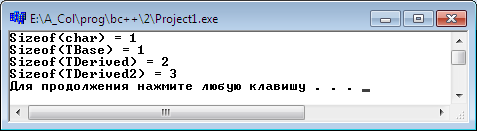 E:\A_Col\prog\bc++\2\Project1.exe
Sizeof(char) = 1
Sizeof(TBase) = 1
Sizeof(TDerived) = 2
Sizeof(TDerived2) = 3
Для продолжения нажмите любую клавишу . . . _